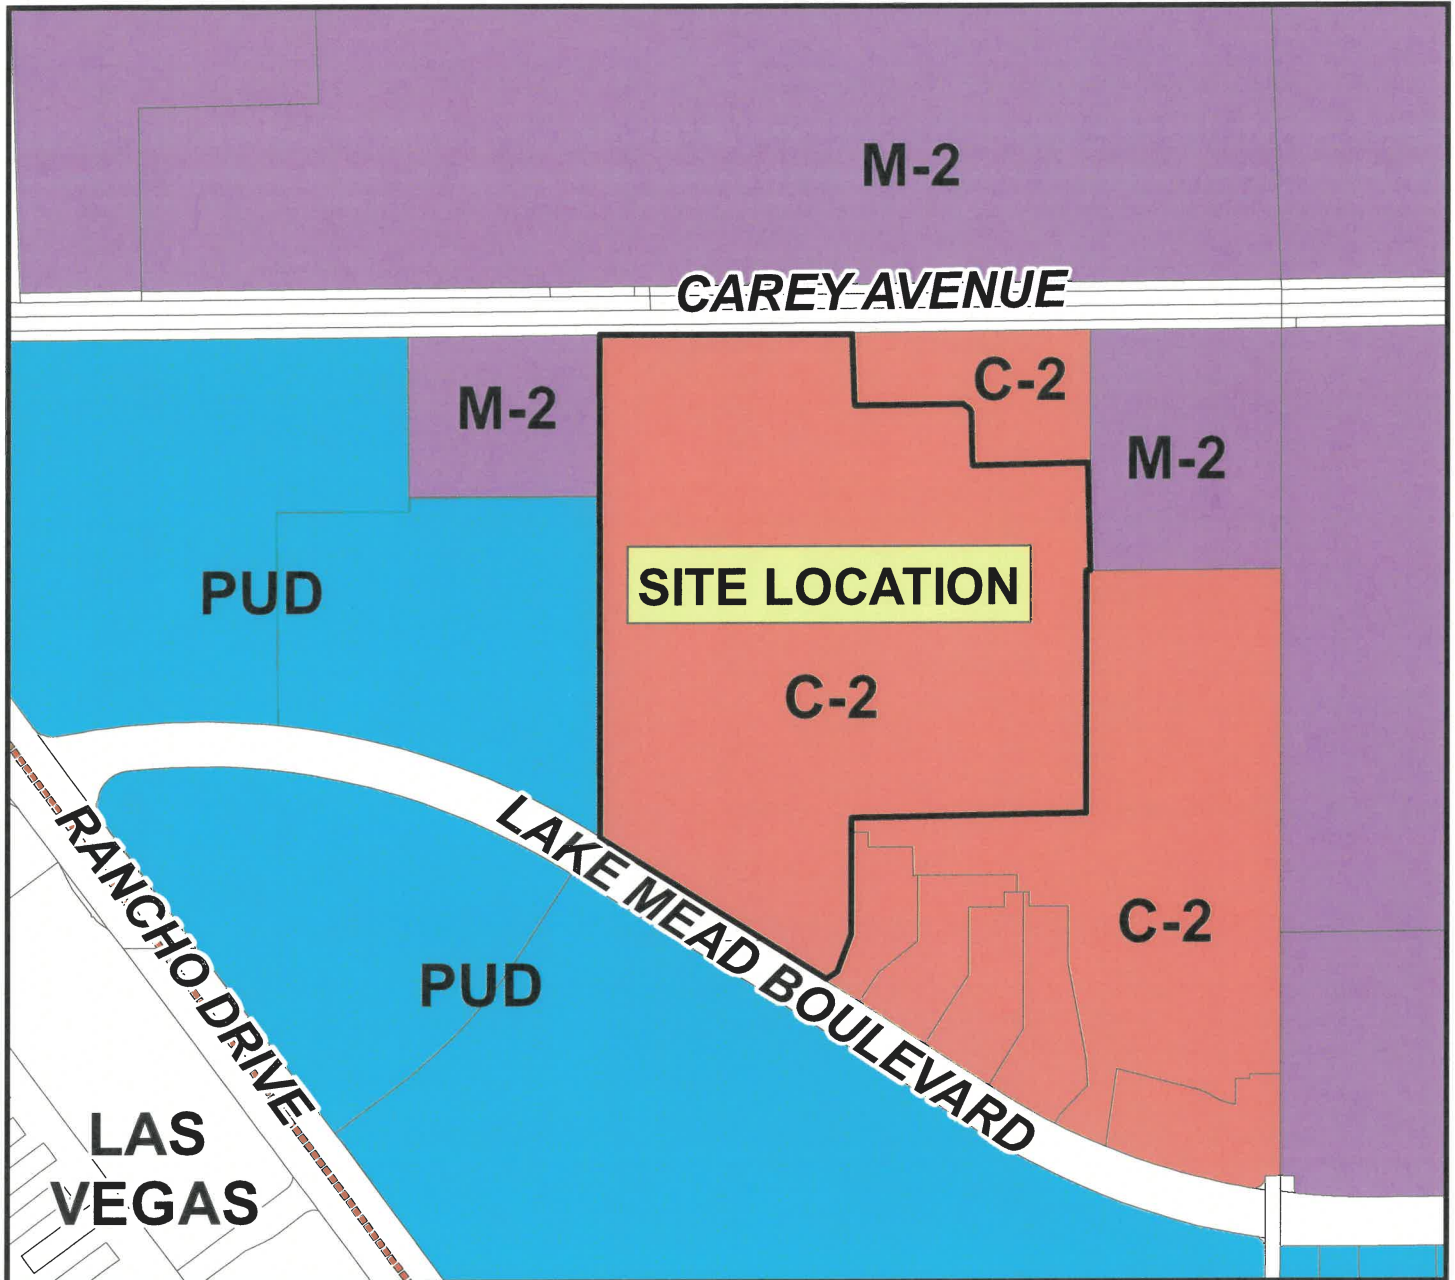 M-2
CAREY AVENUE
C-2
M-2
M-2
SITE LOCATION
PUD
C-2
LAKE MEAD BOULEVARD
RANCHO DRIVE
C-2
PUD
LAS
VEGAS